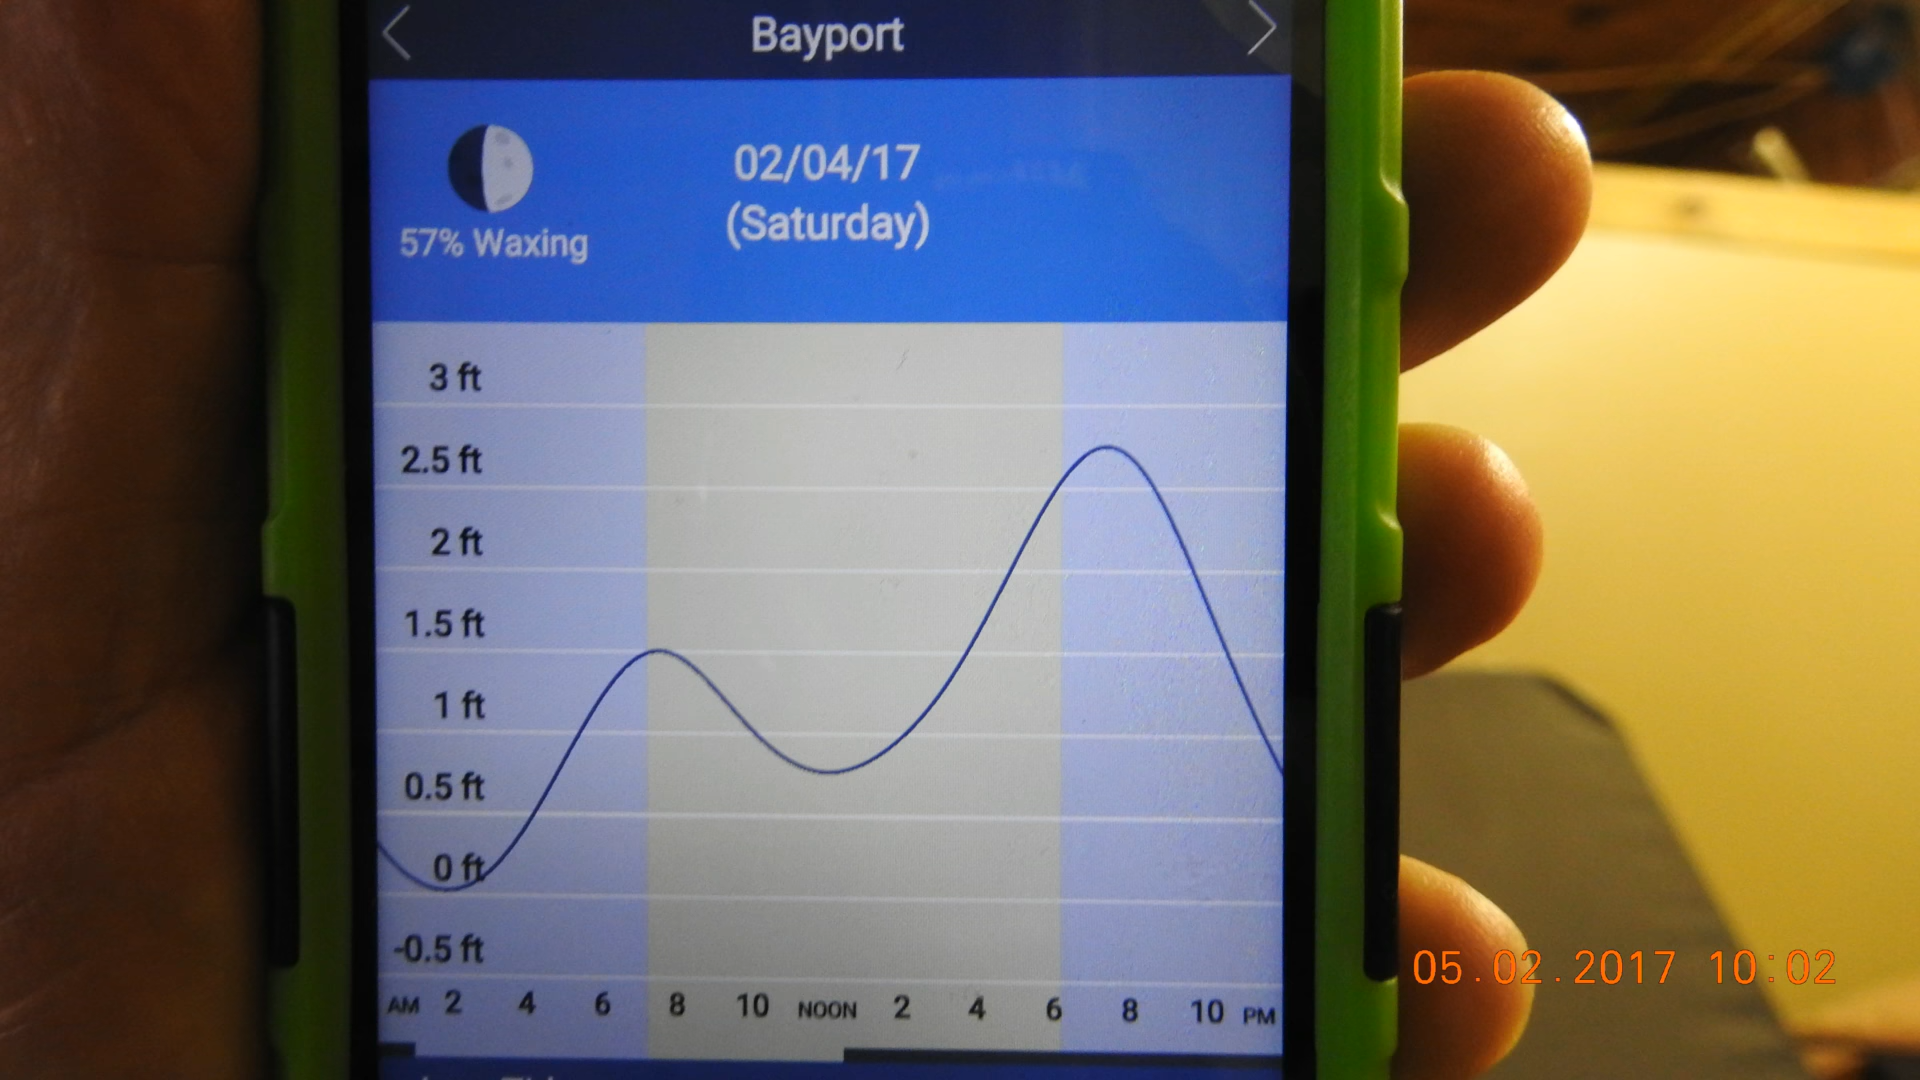 Bayport
02/04/17
(Saturday)
57% Waxing
3 ft
2.5 ft
2 ft
1.5 ft
1 ft
0.5 ft
0 ft
-0.5 ft
AM 2 4 6 8 10 NOON 2 4 6 8 10 PM
05.02.2017 10:02